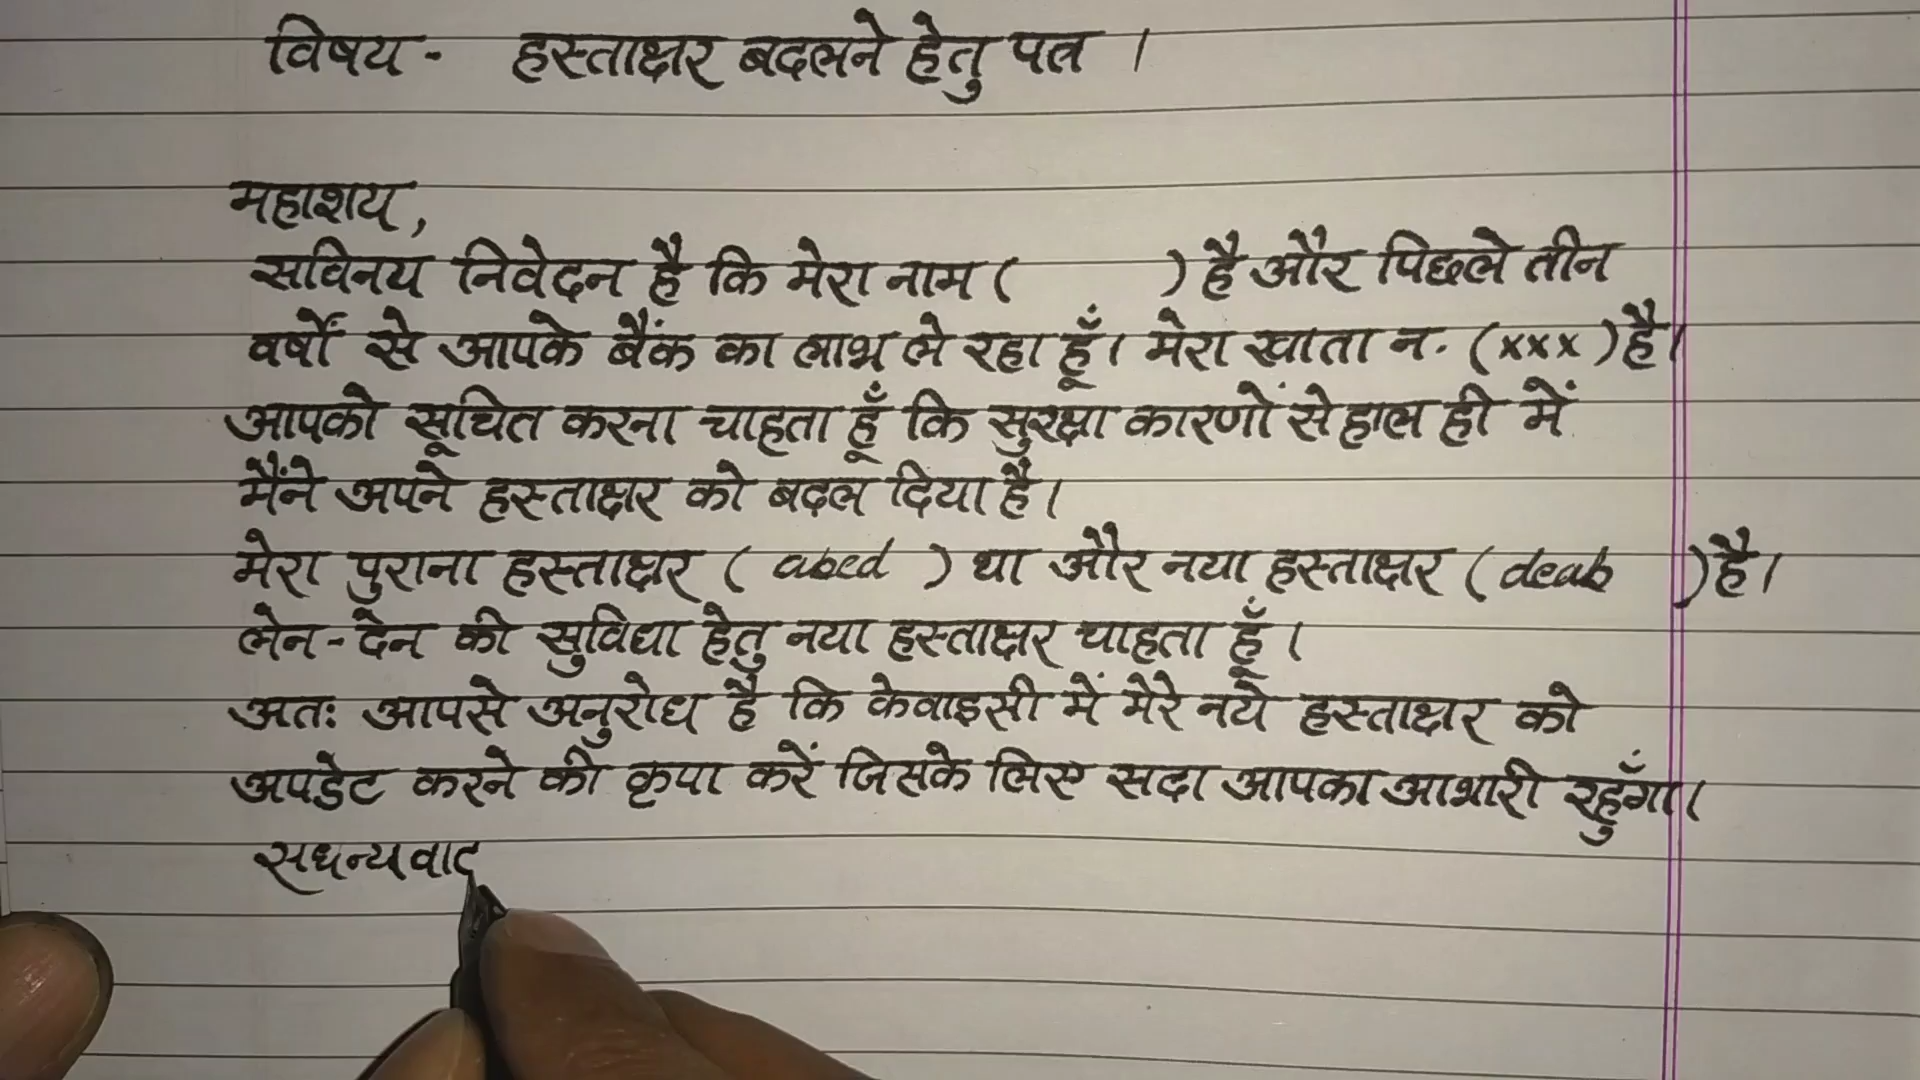 विषय - हस्ताक्षर बदलने हेतु पत्र ।
महाशय,
सविनय निवेदन है कि मेरा नाम ( ) है और पिछले तीन
वर्षों से आपके बैंक का लाभ ले रहा हूँ। मेरा खाता न. (xxx) है।
आपको सूचित करना चाहता हूँ कि सुरक्षा कारणों से हाल ही में
मैंने अपने हस्ताक्षर को बदल दिया है।
मेरा पुराना हस्ताक्षर ( abcd ) था और नया हस्ताक्षर ( deab ) है।
लेन-देन की सुविधा हेतु नया हस्ताक्षर चाहता हूँ।
अतः आपसे अनुरोध है कि केवाइसी में मेरे नये हस्ताक्षर को
अपडेट करने की कृपा करें जिसके लिए सदा आपका आभारी रहुँगा।
सधन्यवाद